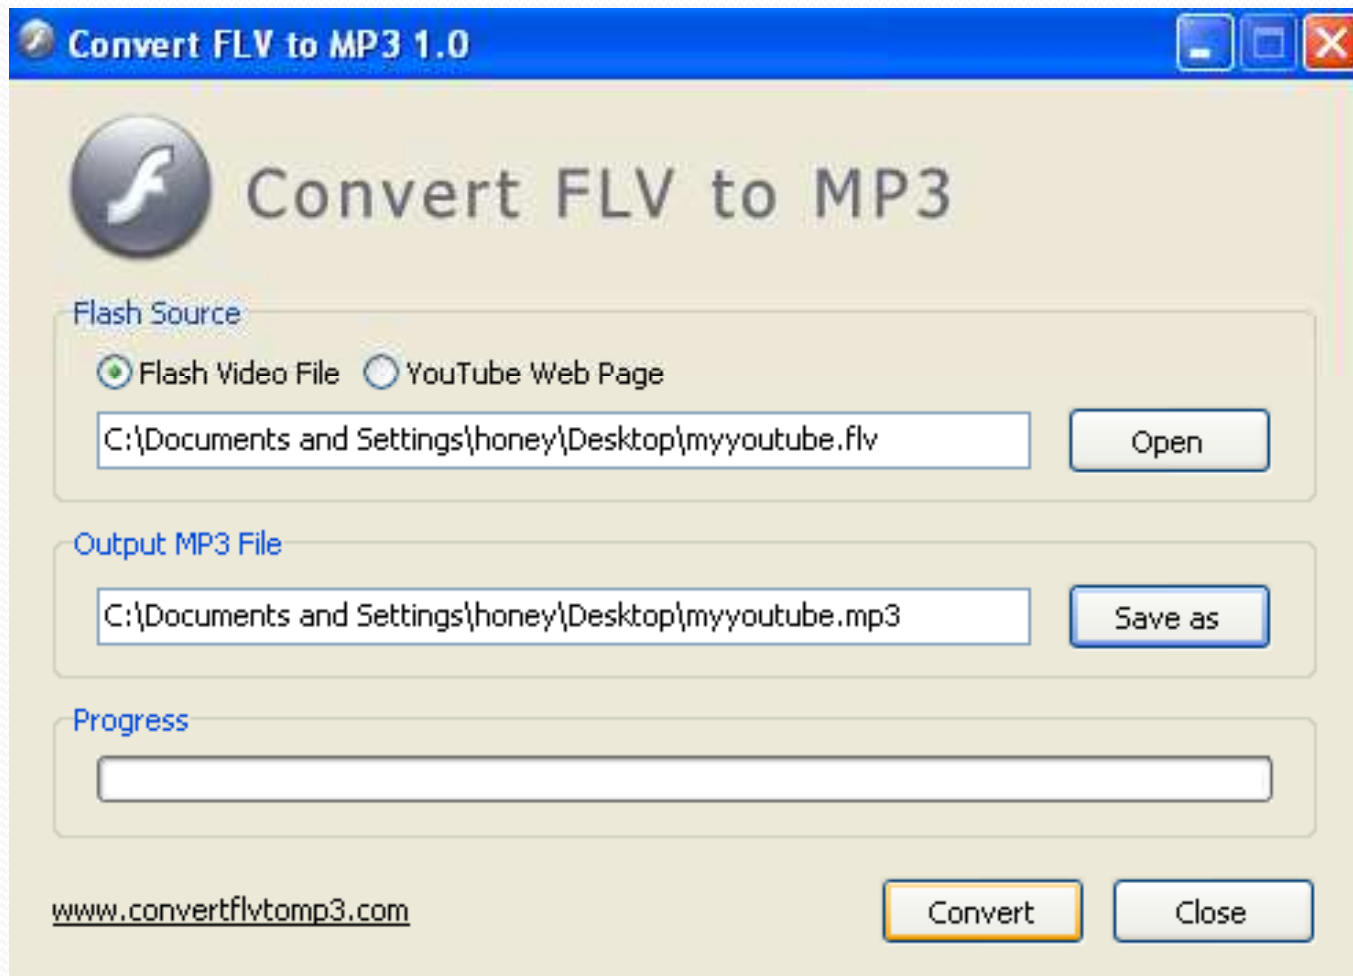 Convert FLV to MP3 1.0
Convert FLV to MP3
Flash Source
Flash Video File YouTube Web Page
C:\Documents and Settings\honey\Desktop\myyoutube.flv Open
Output MP3 File
C:\Documents and Settings\honey\Desktop\myyoutube.mp3 Save as
Progress
www.convertflvtomp3.com Convert Close